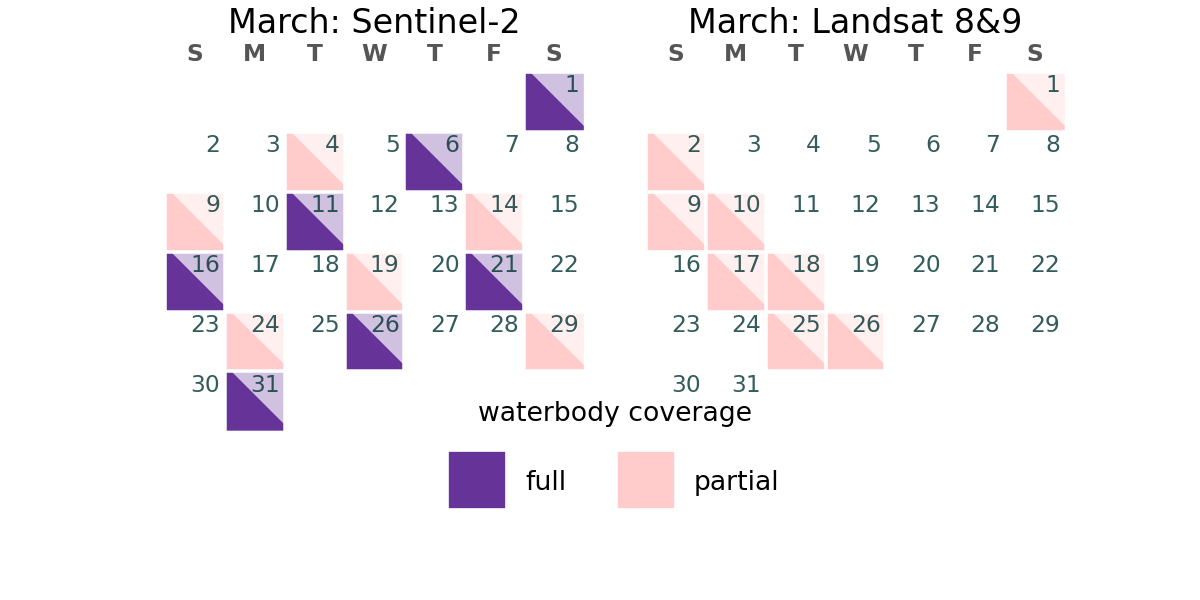 March: Sentinel-2
S M T W T F S
1
2 3 4 5 6 7 8
9 10 11 12 13 14 15
16 17 18 19 20 21 22
23 24 25 26 27 28 29
30 31
March: Landsat 8&9
S M T W T F S
1
2 3 4 5 6 7 8
9 10 11 12 13 14 15
16 17 18 19 20 21 22
23 24 25 26 27 28 29
30 31
waterbody coverage
full partial